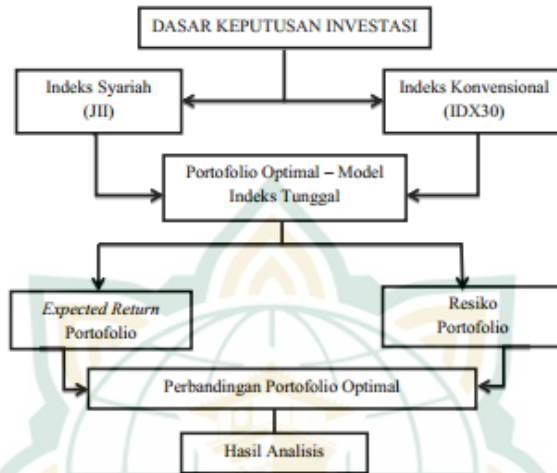 DASAR KEPUTUSAN INVESTASI
Indeks Syariah
(JII)
Indeks Konvensional
(IDX30)
Portofolio Optimal – Model
Indeks Tunggal
Expected Return
Portofolio
Resiko
Portofolio
Perbandingan Portofolio Optimal
Hasil Analisis